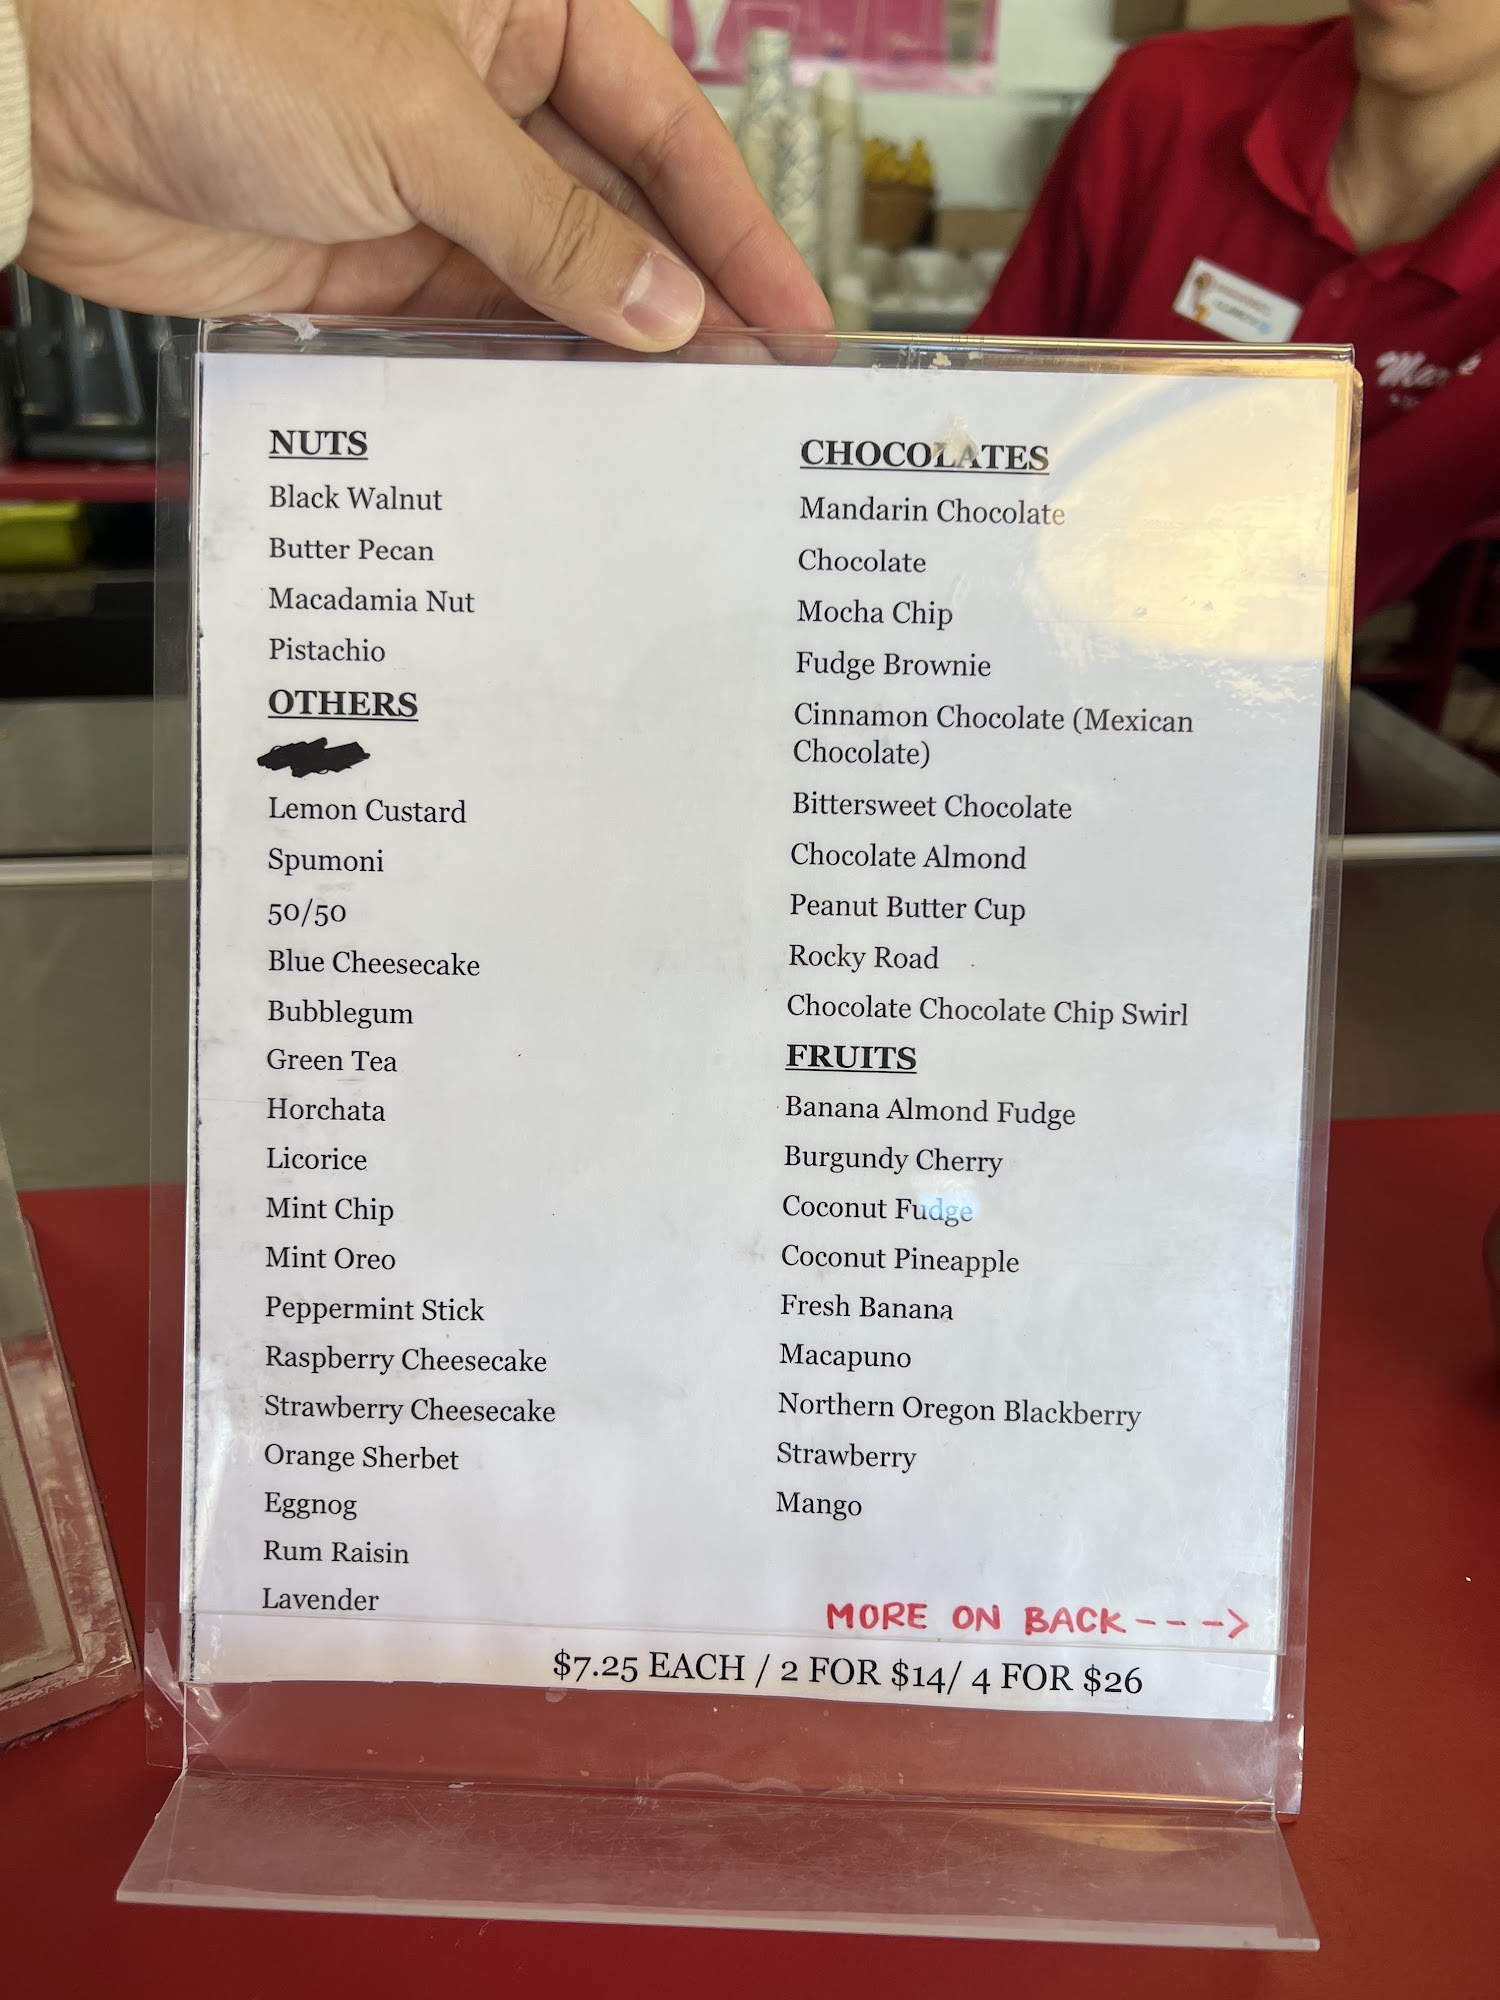 NUTS
Black Walnut
Butter Pecan
Macadamia Nut
Pistachio
OTHERS
Lemon Custard
Spumoni
50/50
Blue Cheesecake
Bubblegum
Green Tea
Horchata
Licorice
Mint Chip
Mint Oreo
Peppermint Stick
Raspberry Cheesecake
Strawberry Cheesecake
Orange Sherbet
Eggnog
Rum Raisin
Lavender
CHOCOLATES
Mandarin Chocolate
Chocolate
Mocha Chip
Fudge Brownie
Cinnamon Chocolate (Mexican
Chocolate)
Bittersweet Chocolate
Chocolate Almond
Peanut Butter Cup
Rocky Road
Chocolate Chocolate Chip Swirl
FRUITS
Banana Almond Fudge
Burgundy Cherry
Coconut Fudge
Coconut Pineapple
Fresh Banana
Macapuno
Northern Oregon Blackberry
Strawberry
Mango
MORE ON BACK--->
$7.25 EACH / 2 FOR $14/ 4 FOR $26